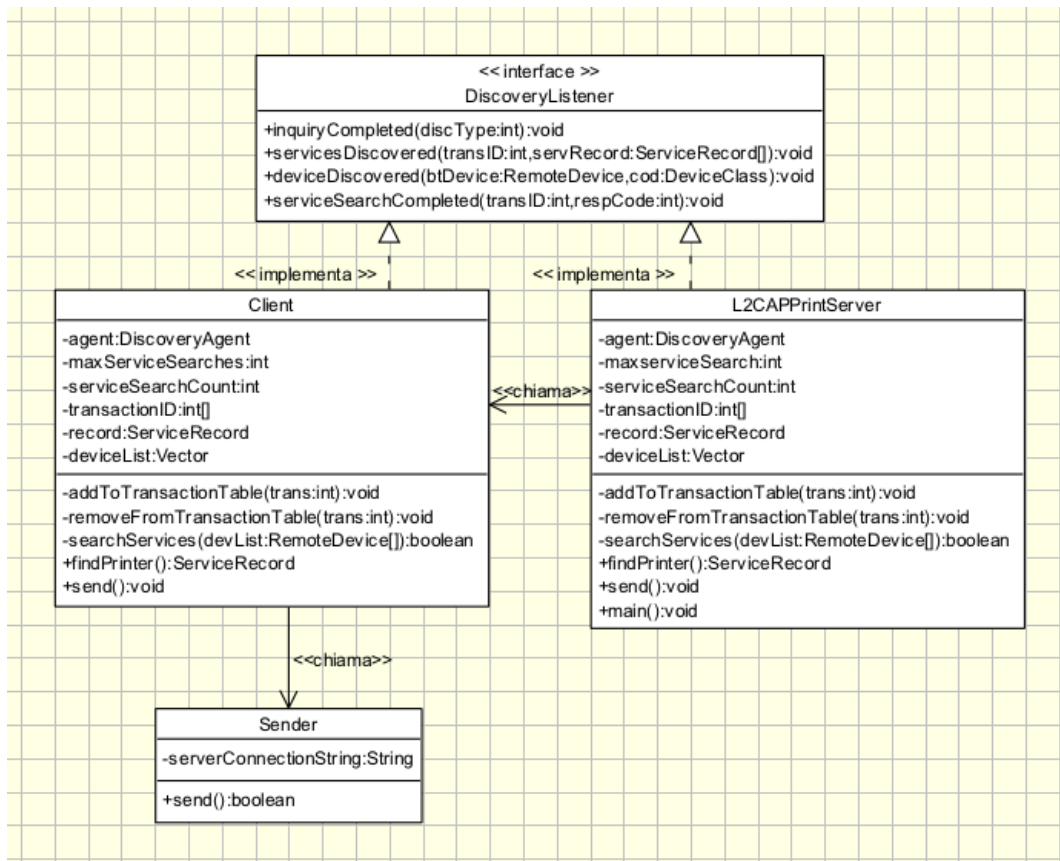 << interface >>
DiscoveryListener
+inquiryCompleted(discType:int):void
+servicesDiscovered(transID:int,servRecord:ServiceRecord[]):void
+deviceDiscovered(btDevice:RemoteDevice,cod:DeviceClass):void
+serviceSearchCompleted(transID:int,respCode:int):void
<< implementa >>
<< implementa >>
Client
-agent:DiscoveryAgent
-maxServiceSearches:int
-serviceSearchCount:int
-transactionID:int[]
-record:ServiceRecord
-deviceList:Vector
-addToTransactionTable(trans:int):void
-removeFromTransactionTable(trans:int):void
-searchServices(devList:RemoteDevice[]):boolean
+findPrinter():ServiceRecord
+send():void
<<chiama>>
L2CAPPrintServer
-agent:DiscoveryAgent
-maxserviceSearch:int
-serviceSearchCount:int
-transactionID:int[]
-record:ServiceRecord
-deviceList:Vector
-addToTransactionTable(trans:int):void
-removeFromTransactionTable(trans:int):void
-searchServices(devList:RemoteDevice[]):boolean
+findPrinter():ServiceRecord
+send():void
+main():void
<<chiama>>
Sender
-serverConnectionString:String
+send():boolean